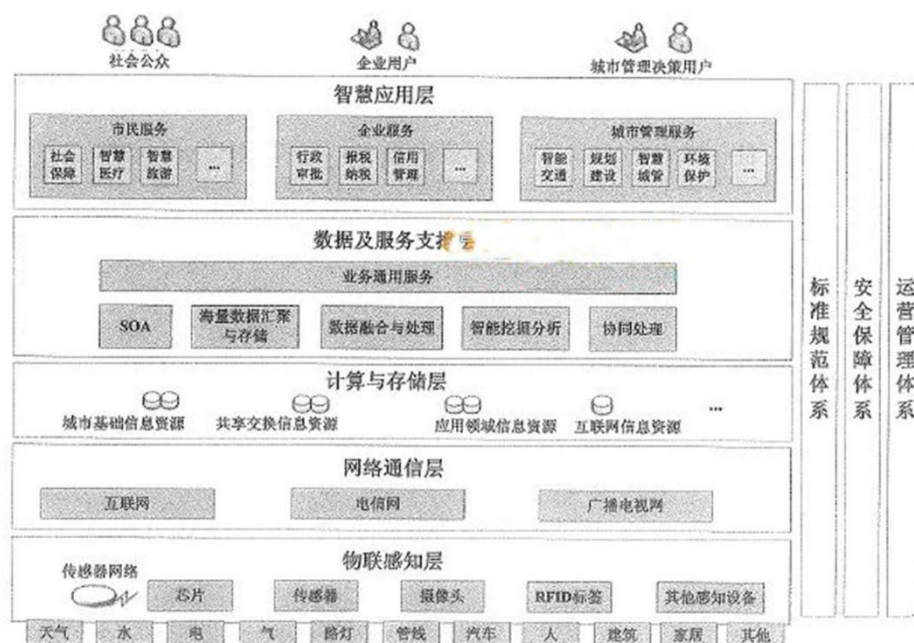 社会公众 企业用户 城市管理决策用户
智慧应用层
市民服务 企业服务 城市管理服务
社会 智慧 智慧 行政 报税 信用 智能 规划 智慧 环境
保障 医疗 旅游 ... 审批 纳税 管理 ... 交通 建设 城管 保护 ...
数据及服务支撑
业务通用服务
SOA 海量数据汇聚 数据融合与处理 智能挖掘分析 协同处理
与存储
计算与存储层
城市基础信息资源 共享交换信息资源 应用领域信息资源 互联网信息资源 ...
网络通信层
互联网 电信网 广播电视网
物联感知层
传感器网络
芯片 传感器 摄像头 RFID标签 其他感知设备
天气 水 电 气 路灯 管线 汽车 人 建筑 家居 其他
标准规范体系
安全保障体系
运营管理体系